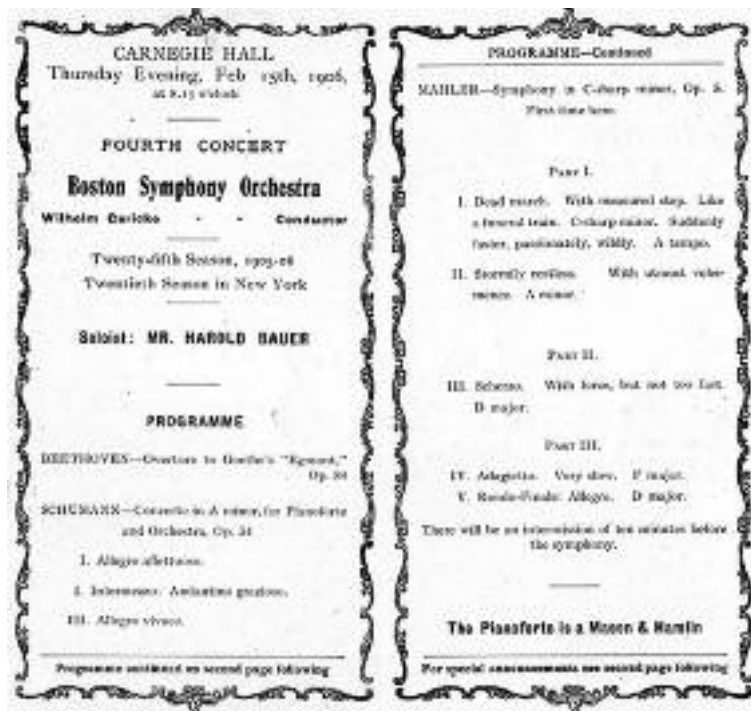 CARNEGIE HALL
Thursday Evening, Feb 15th, 1906,
at 8.15 o'clock
FOURTH CONCERT
Boston Symphony Orchestra
Wilhelm Gericke - - Conductor
Twenty-fifth Season, 1905-06
Twentieth Season in New York
Soloist: MR. HAROLD BAUER
PROGRAMME
BEETHOVEN—Overture to Goethe's "Egmont,"
Op. 84
SCHUMANN—Concerto in A minor, for Pianoforte
and Orchestra, Op. 54
I. Allegro affettuoso.
I. Intermezzo: Andantino grazioso.
III. Allegro vivace.
Programme continued on second page following
PROGRAMME—Continued
MAHLER—Symphony in C-sharp minor, Op. 5.
First time here
PART I.
I. Dead march. With measured step. Like
a funeral train. C-sharp minor. Suddenly
faster, passionately, wildly. A tempo.
II. Stormily restless. With utmost vehe-
mence. A minor.
PART II.
III. Scherzo. With force, but not too fast.
D major.
PART III.
IV. Adagietto. Very slow. F major.
V. Rondo-Finale: Allegro. D major.
There will be an intermission of ten minutes before
the symphony.
The Pianoforte is a Mason & Hamlin
For special announcements see second page following